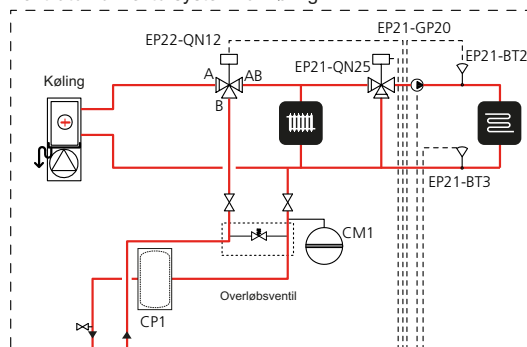 EP21-GP20
EP22-QN12
EP21-BT2
EP21-QN25
Køling
A
AB
B
EP21-BT3
CM1
Overløbsventil
CP1